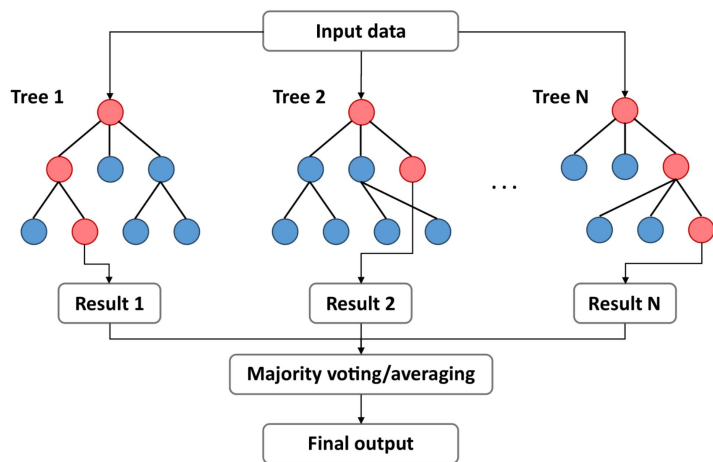 Input data
Tree 1
Tree 2
Tree N
...
Result 1
Result 2
Result N
Majority voting/averaging
Final output